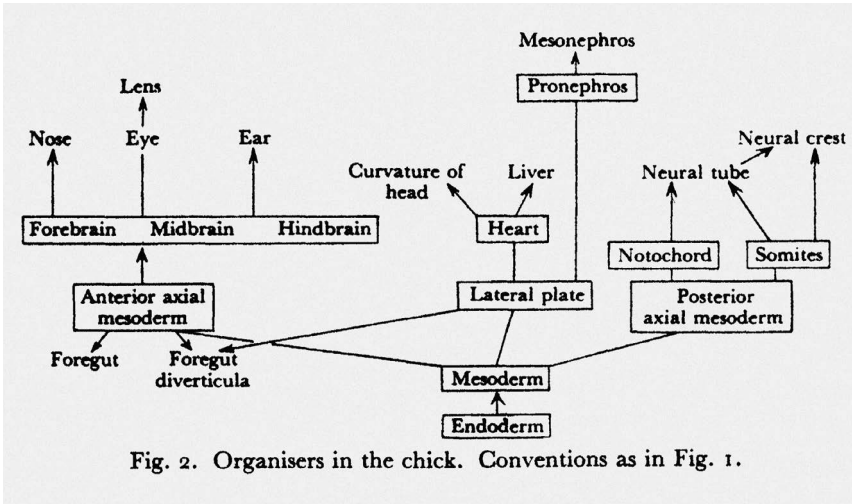 Mesonephros
Pronephros
Lens
Nose
Eye
Ear
Neural crest
Curvature of
head
Liver
Neural tube
Forebrain Midbrain Hindbrain
Heart
Notochord
Somites
Anterior axial
mesoderm
Lateral plate
Posterior
axial mesoderm
Foregut
Foregut
diverticula
Mesoderm
Endoderm
Fig. 2. Organisers in the chick. Conventions as in Fig. 1.